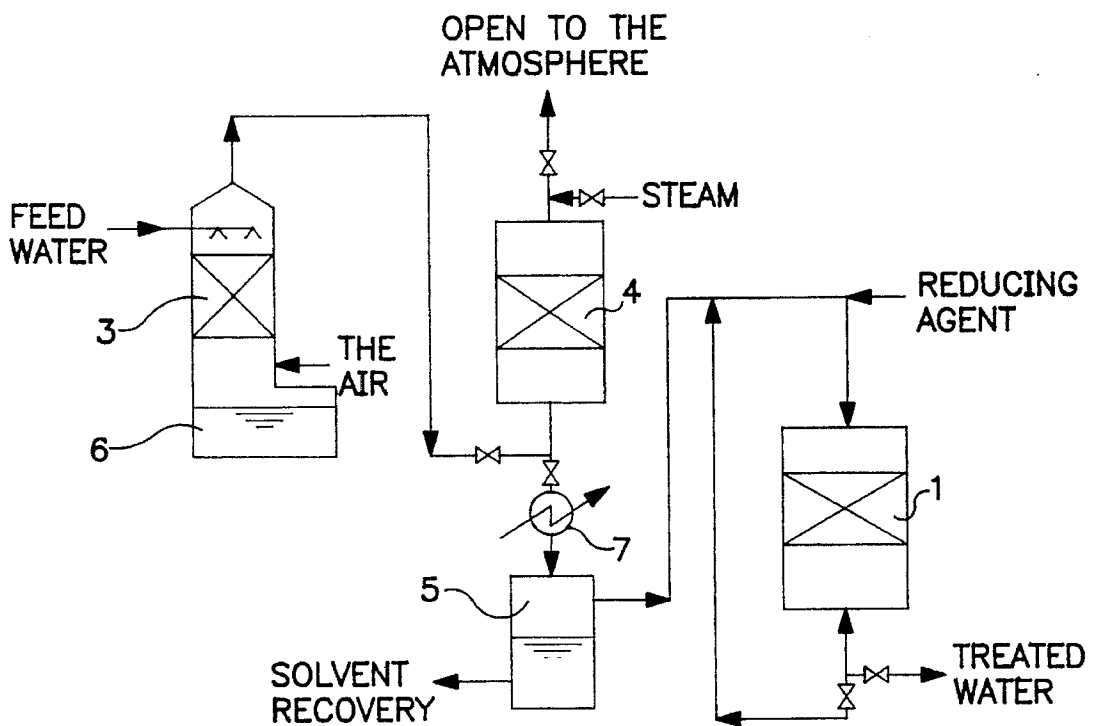 OPEN TO THE
ATMOSPHERE
STEAM
FEED
WATER
3
4
REDUCING
AGENT
THE
AIR
6
1
7
5
SOLVENT
RECOVERY
TREATED
WATER